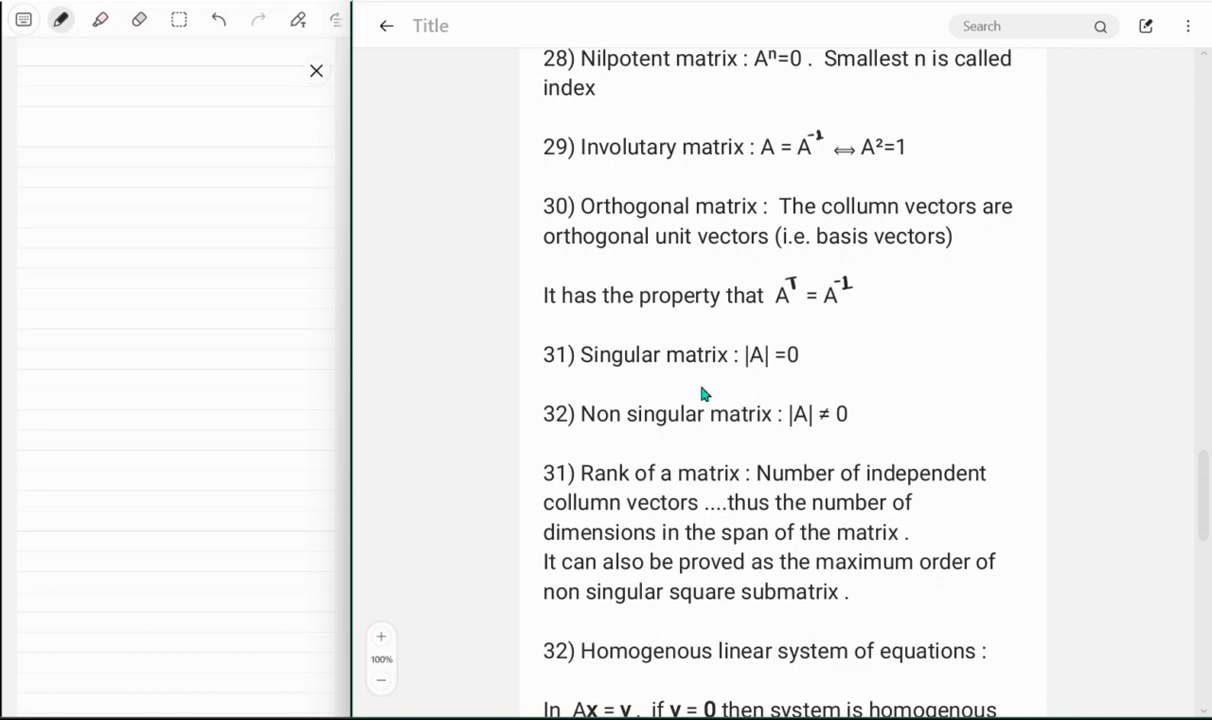 Title
Search
28) Nilpotent matrix : Aⁿ=0 . Smallest n is called
index
29) Involutary matrix : A = A⁻¹ ⟺ A²=1
30) Orthogonal matrix : The collumn vectors are
orthogonal unit vectors (i.e. basis vectors)
It has the property that Aᵀ = A⁻¹
31) Singular matrix : |A| =0
32) Non singular matrix : |A| ≠ 0
31) Rank of a matrix : Number of independent
collumn vectors ....thus the number of
dimensions in the span of the matrix .
It can also be proved as the maximum order of
non singular square submatrix .
32) Homogenous linear system of equations :
In Ax = v , if v = 0 then system is homogenous
100%